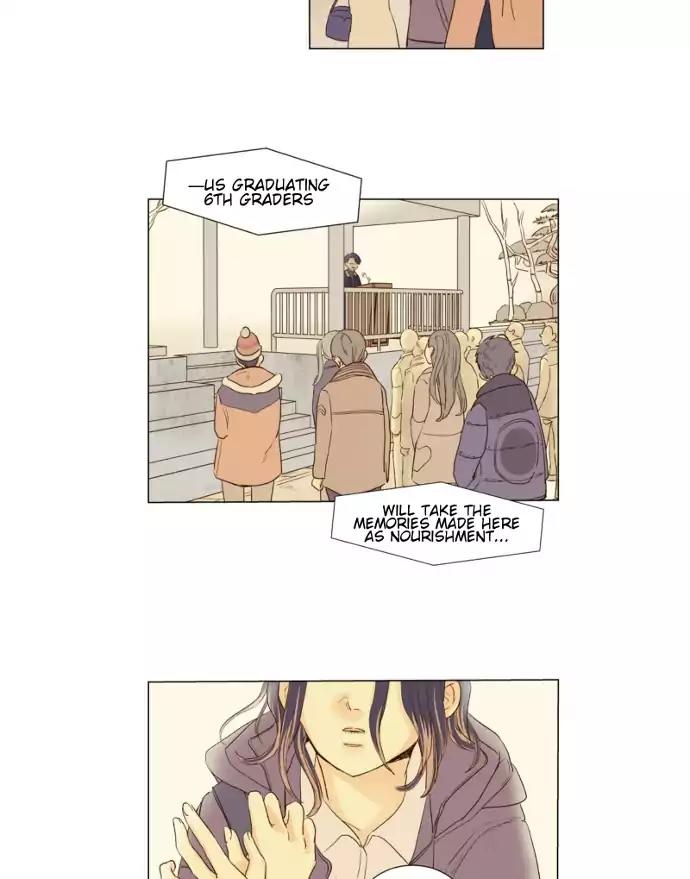 —US GRADUATING
6TH GRADERS
WILL TAKE THE
MEMORIES MADE HERE
AS NOURISHMENT...